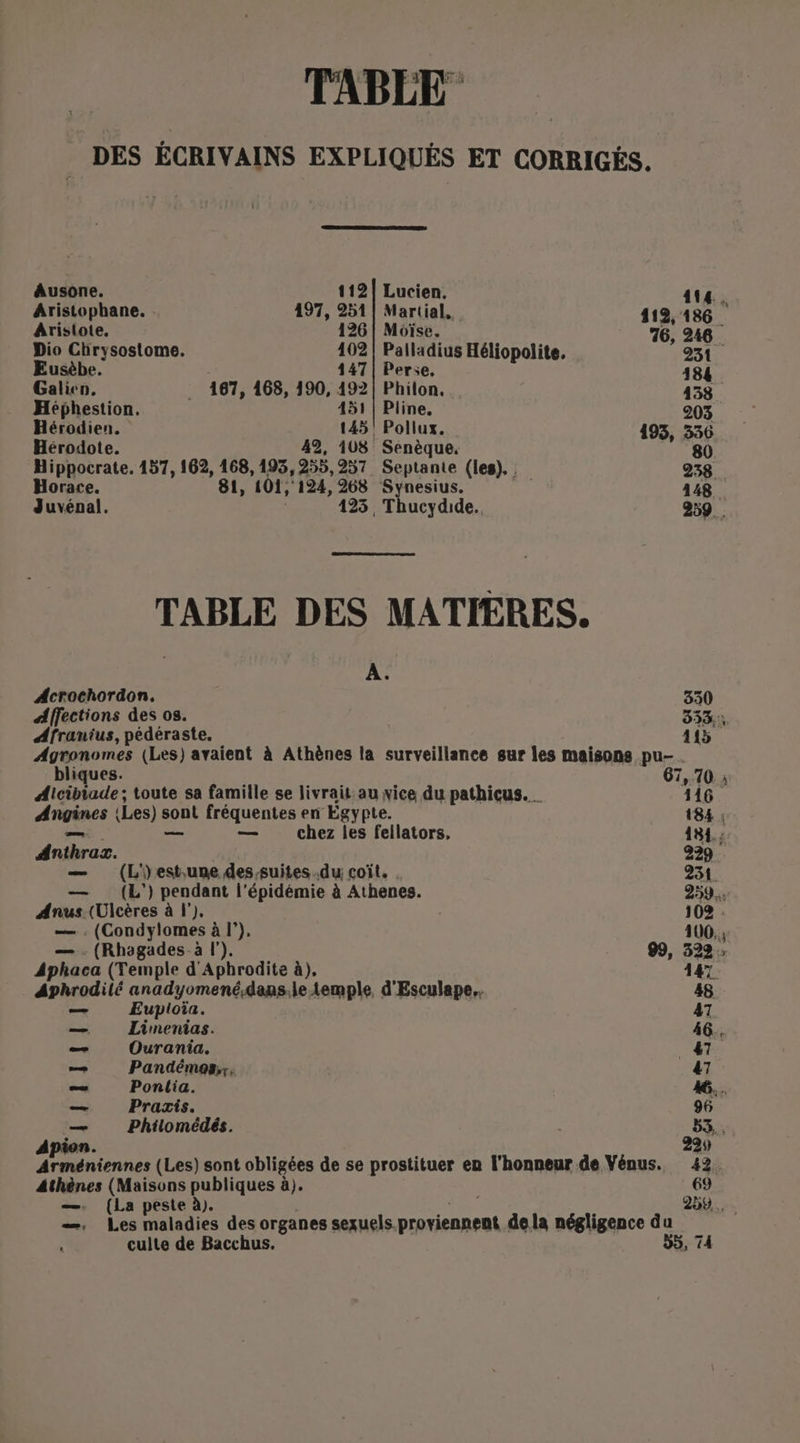 TABLE
DES ÉCRIVAINS EXPLIQUÉS ET CORRIGÉS.
Ausone. 112
Aristophane. 197, 251
Aristote. 126
Dio Chrysostome. 102
Eusèbe. 147
Galien. 167, 168, 190, 192
Héphestion. 151
Hérodien. 145
Hérodote. 42, 108
Hippocrate. 157, 162, 168, 193, 255, 257
Horace. 81, 101, 124, 268
Juvénal. 123
Lucien. 114
Martial. 112, 186
Moïse. 76, 246
Palladius Héliopolite. 231
Perse. 184
Philon. 138
Pline. 203
Pollux. 193, 336
Senèque. 80
Septante (les). 238
Synesius. 148
Thucydide. 259
TABLE DES MATIÈRES.
A.
Acrochordon. 330
Affections des os. 333
Afranius, pédéraste. 115
Agronomes (Les) avaient à Athènes la surveillance sur les maisons pu-
bliques. 67, 70
Alcibiade; toute sa famille se livrait au vice du pathicus. 116
Angines (Les) sont fréquentes en Égypte. 184
— — — chez les fellators. 184
Anthrax. 229
— (L') est une des suites du coït. 231
— (L') pendant l'épidémie à Athenes. 259
Anus (Ulcères à l'). 102
— (Condylomes à l'). 100
— (Rhagades à l'). 99, 322
Aphaca (Temple d'Aphrodite à). 147
Aphrodité anadyomené, dans le temple d'Esculape. 48
— Euploïa. 47
— Limenias. 46
— Ourania. 47
— Pandémos. 47
— Pontia. 46
— Praxis. 96
— Philomédés. 53
Apion. 229
Arméniennes (Les) sont obligées de se prostituer en l'honneur de Vénus. 42
Athènes (Maisons publiques à). 69
— (La peste à). 259
— Les maladies des organes sexuels proviennent de la négligence du
culte de Bacchus. 55, 74